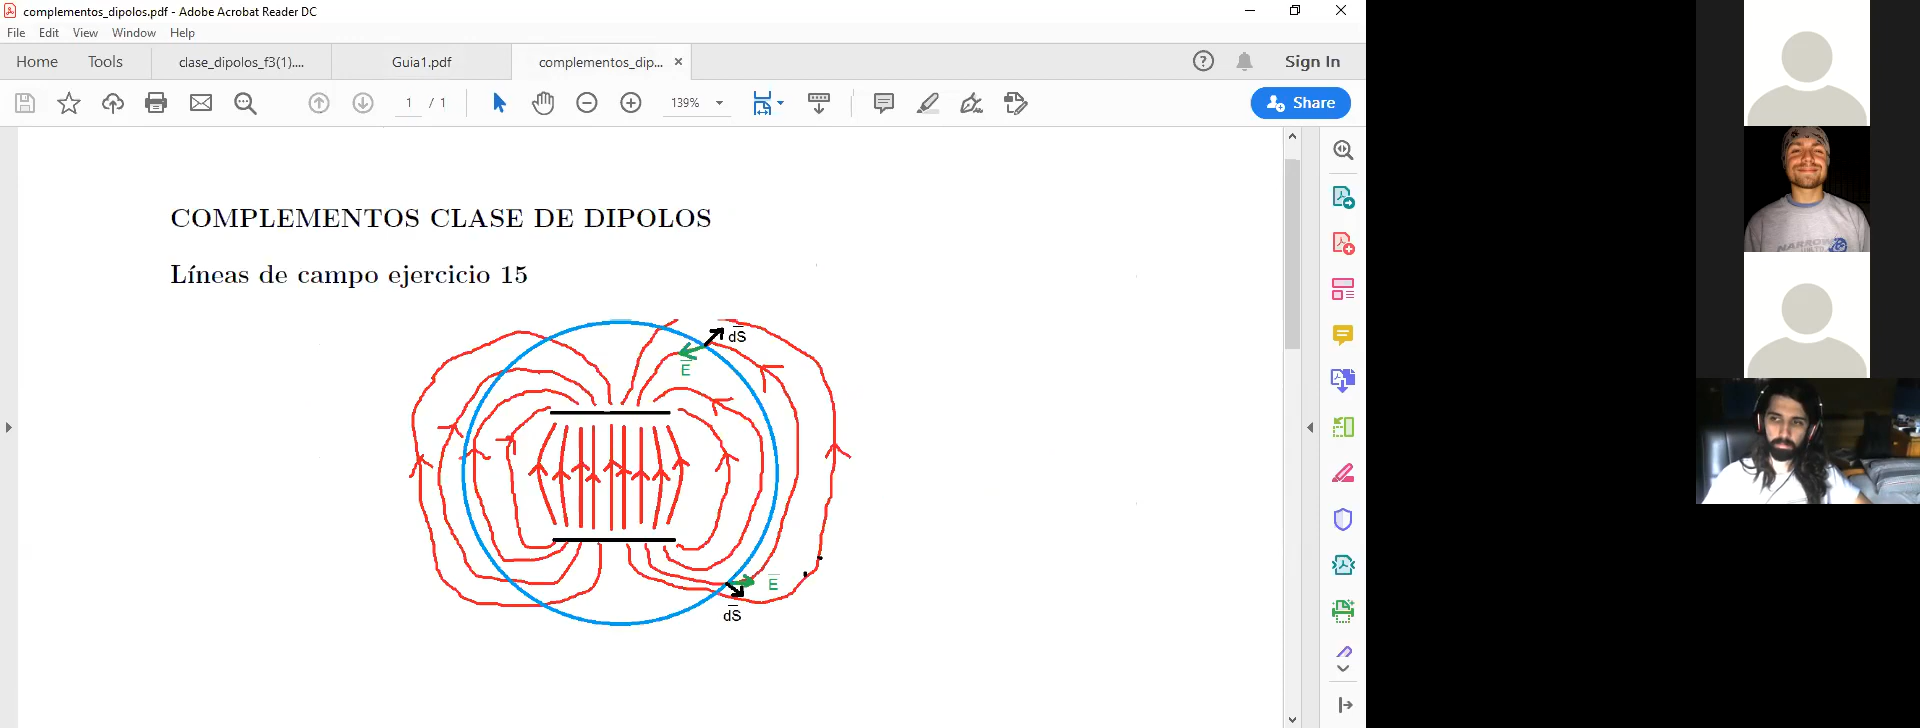 complementos_dipolos.pdf - Adobe Acrobat Reader DC
File Edit View Window Help
Home Tools clase_dipolos_f3(1).... Guia1.pdf complementos_dip... × Sign In
1 / 1 139% Share
COMPLEMENTOS CLASE DE DIPOLOS
Líneas de campo ejercicio 15
dS
E
E
dS
NARROW